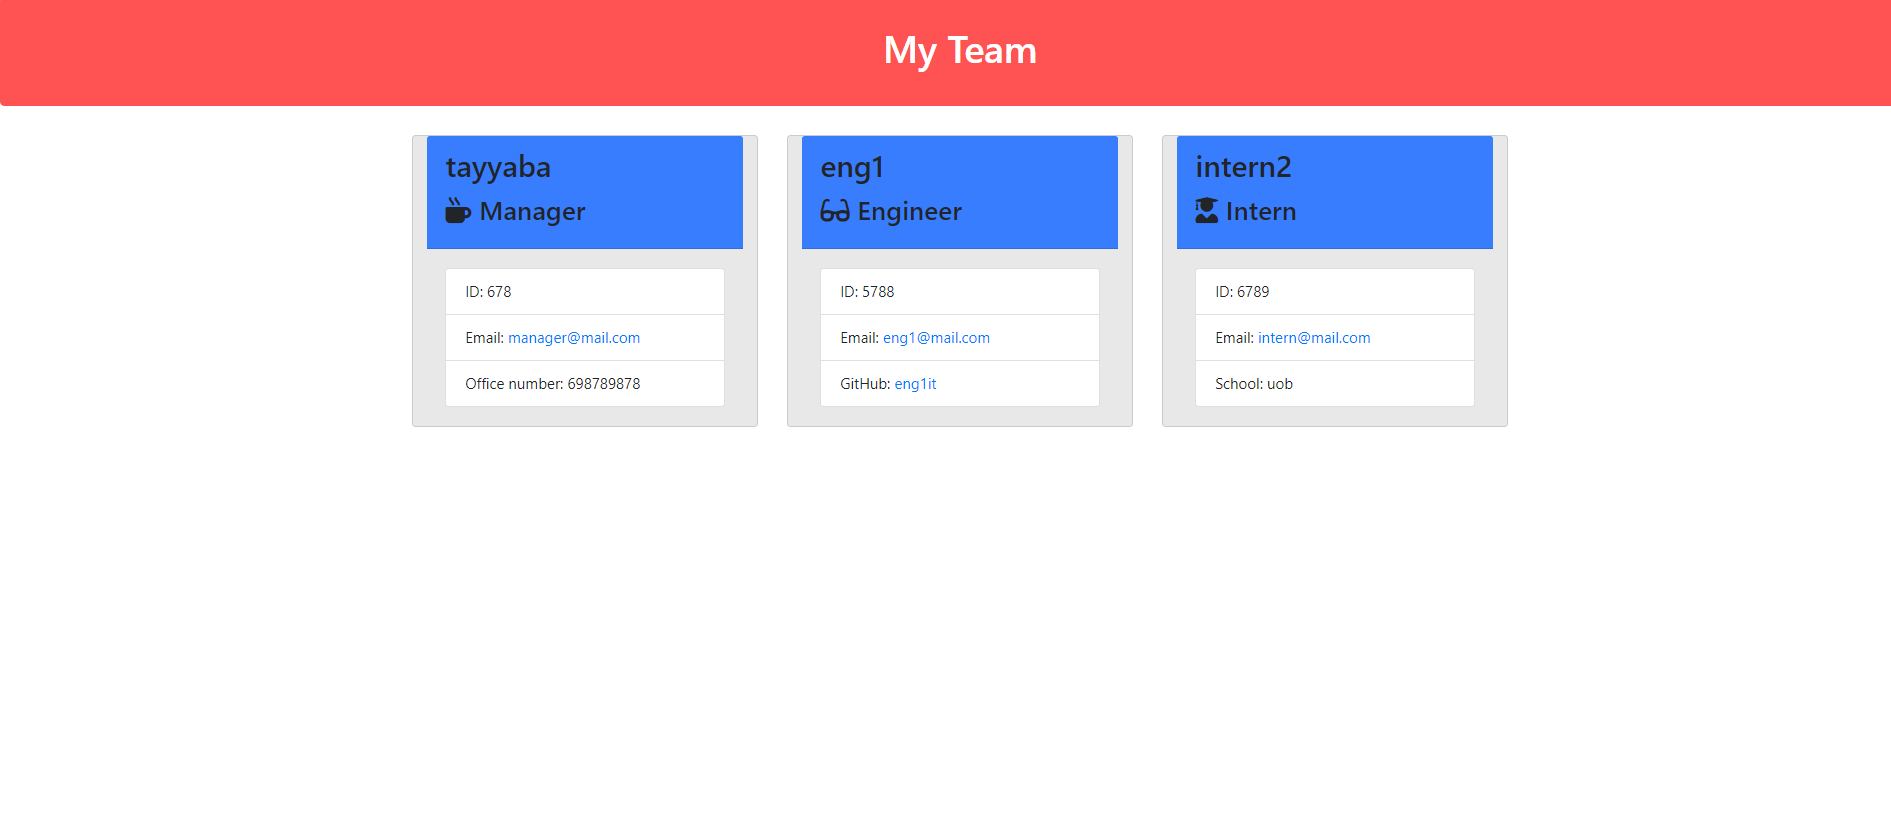 My Team
tayyaba
Manager
ID: 678
Email: manager@mail.com
Office number: 698789878
eng1
Engineer
ID: 5788
Email: eng1@mail.com
GitHub: eng1it
intern2
Intern
ID: 6789
Email: intern@mail.com
School: uob